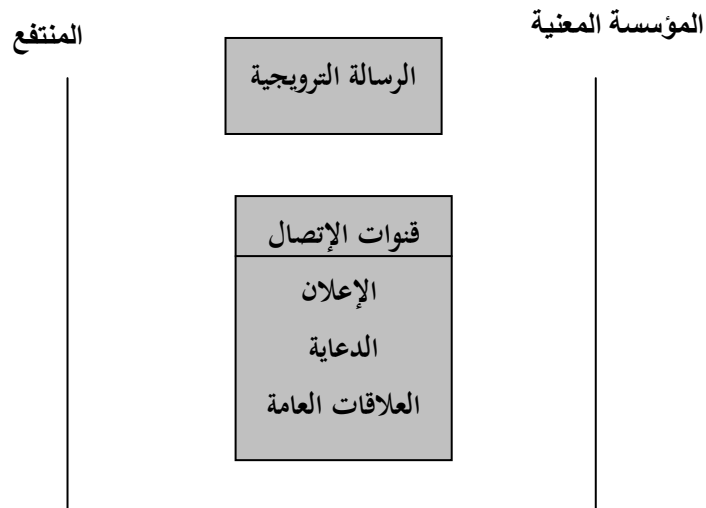 المؤسسة المعنية
المنتفع
الرسالة الترويجية
قنوات الإتصال
الإعلان
الدعاية
العلاقات العامة